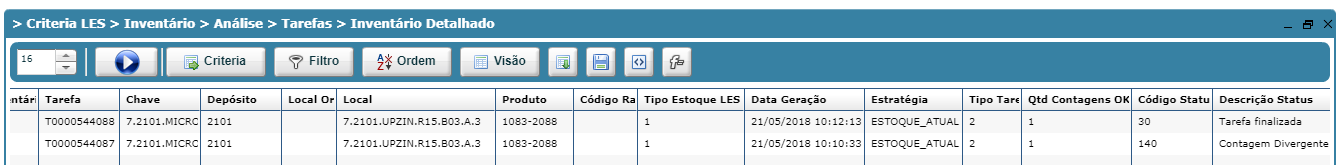 > Criteria LES > Inventário > Análise > Tarefas > Inventário Detalhado
16 Criteria Filtro Ordem Visão
ntári Tarefa Chave Depósito Local Or Local Produto Código Ra Tipo Estoque LES Data Geração Estratégia Tipo Tare Qtd Contagens OK Código Statu Descrição Status
T0000544088 7.2101.MICRO 2101 7.2101.UPZIN.R15.B03.A.3 1083-2088 1 21/05/2018 10:12:13 ESTOQUE_ATUAL 2 1 30 Tarefa finalizada
T0000544087 7.2101.MICRO 2101 7.2101.UPZIN.R15.B03.A.3 1083-2088 1 21/05/2018 10:10:33 ESTOQUE_ATUAL 2 1 140 Contagem Divergente